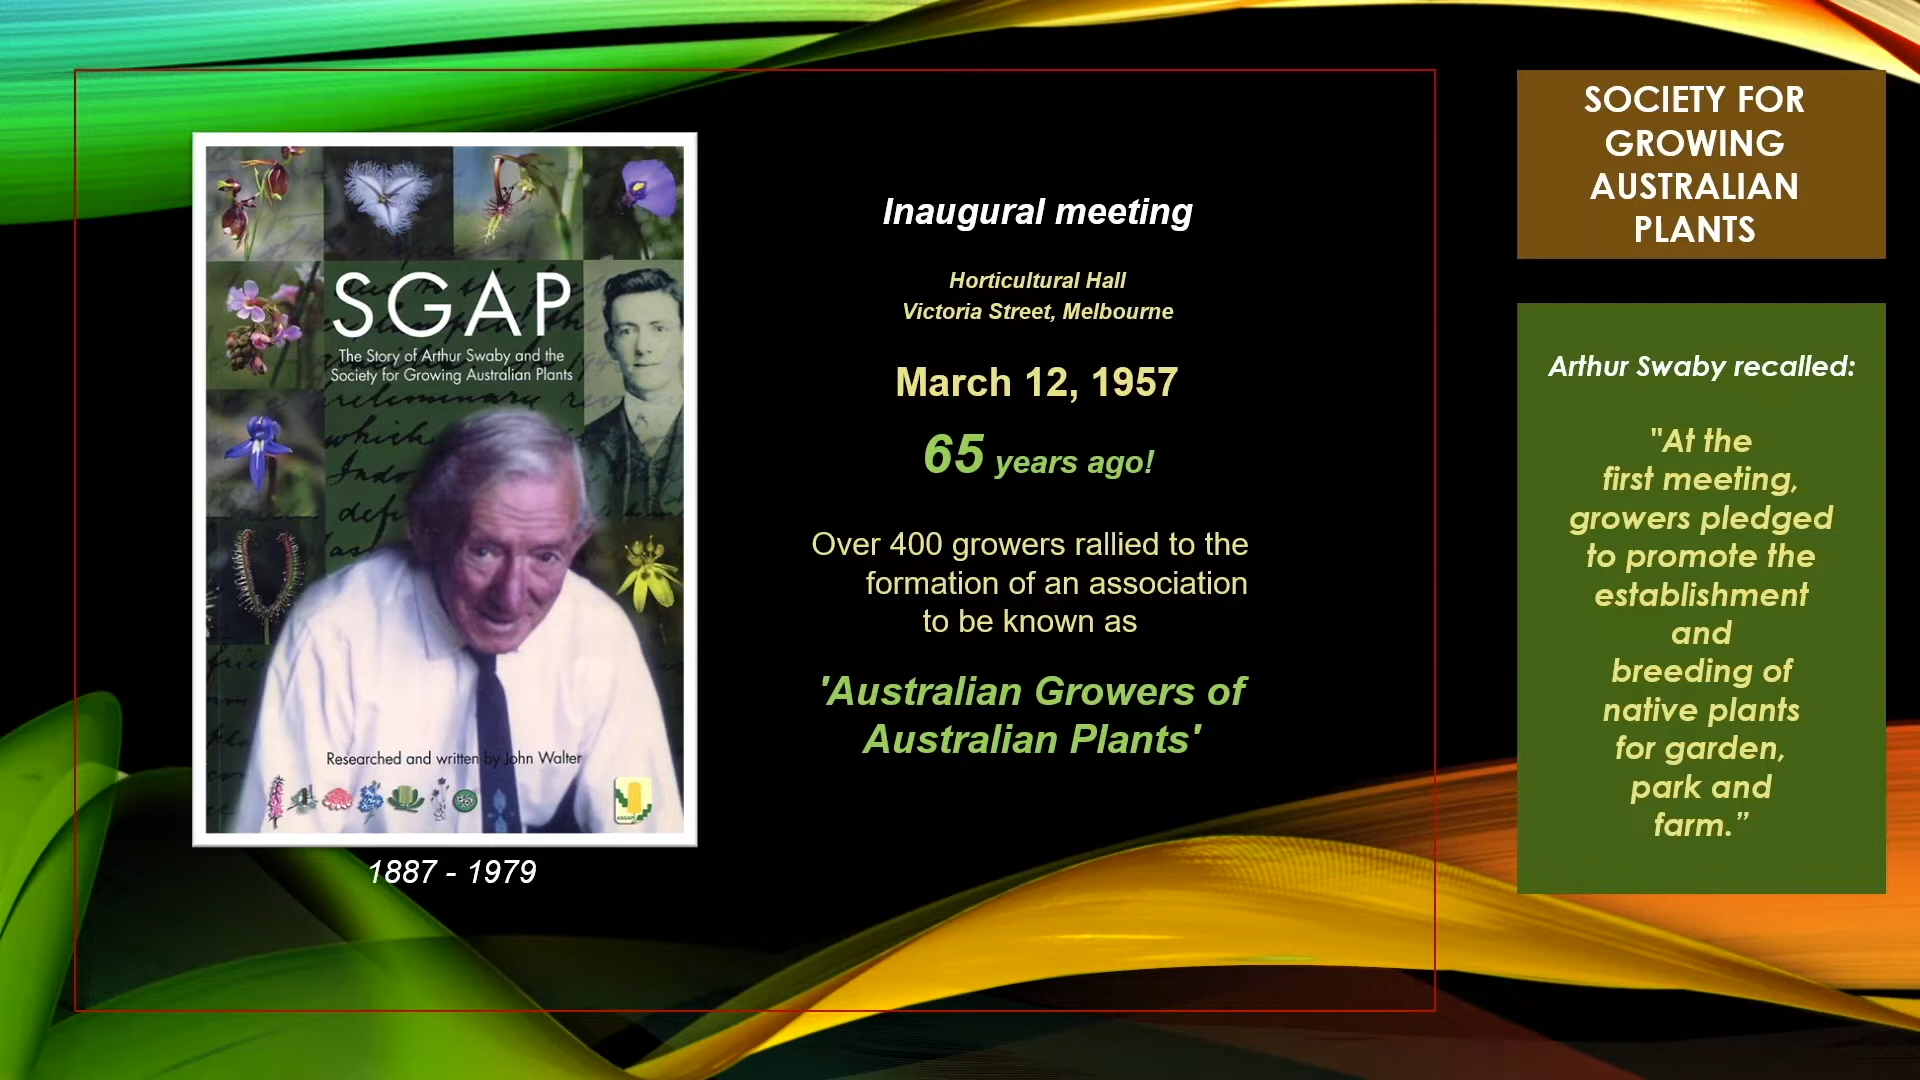 SGAP
The Story of Arthur Swaby and the
Society for Growing Australian Plants
Researched and written by John Walter
ASGAP
1887 - 1979
Inaugural meeting
Horticultural Hall
Victoria Street, Melbourne
March 12, 1957
65 years ago!
Over 400 growers rallied to the
formation of an association
to be known as
'Australian Growers of
Australian Plants'
SOCIETY FOR
GROWING
AUSTRALIAN
PLANTS
Arthur Swaby recalled:
"At the
first meeting,
growers pledged
to promote the
establishment
and
breeding of
native plants
for garden,
park and
farm.”